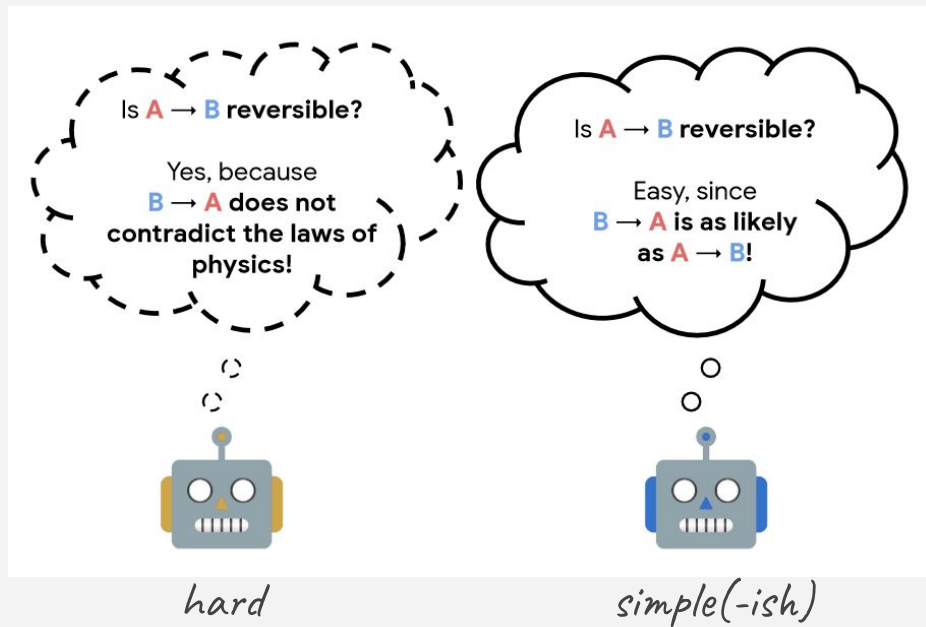 Is A → B reversible?
Yes, because
B → A does not
contradict the laws of
physics!
Is A → B reversible?
Easy, since
B → A is as likely
as A → B!
hard
simple(-ish)